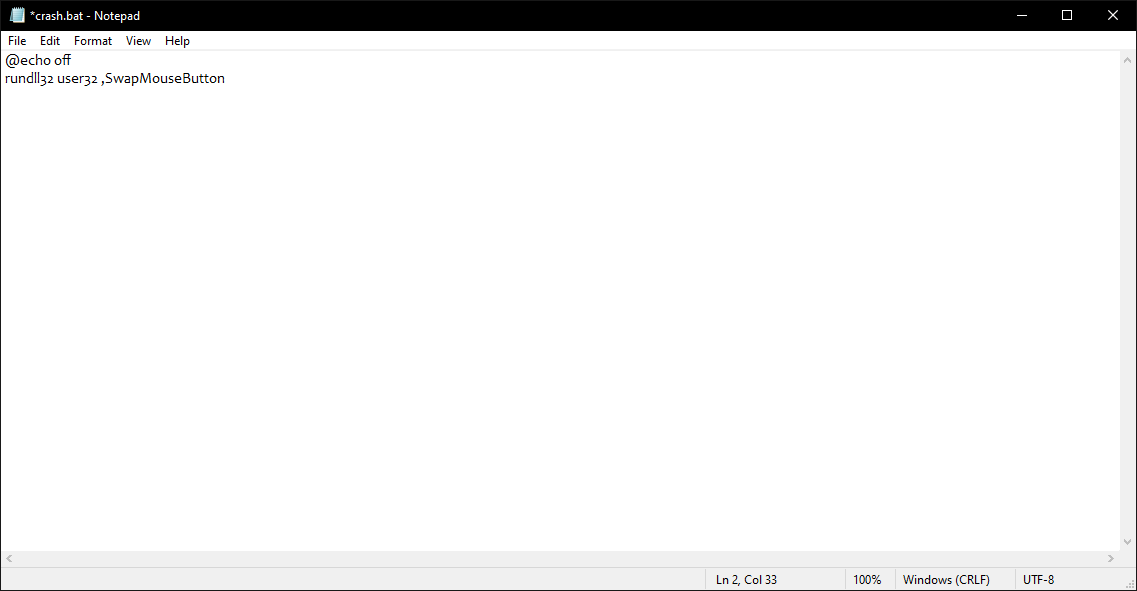 *crash.bat - Notepad
File Edit Format View Help
@echo off
rundll32 user32 ,SwapMouseButton
Ln 2, Col 33 100% Windows (CRLF) UTF-8